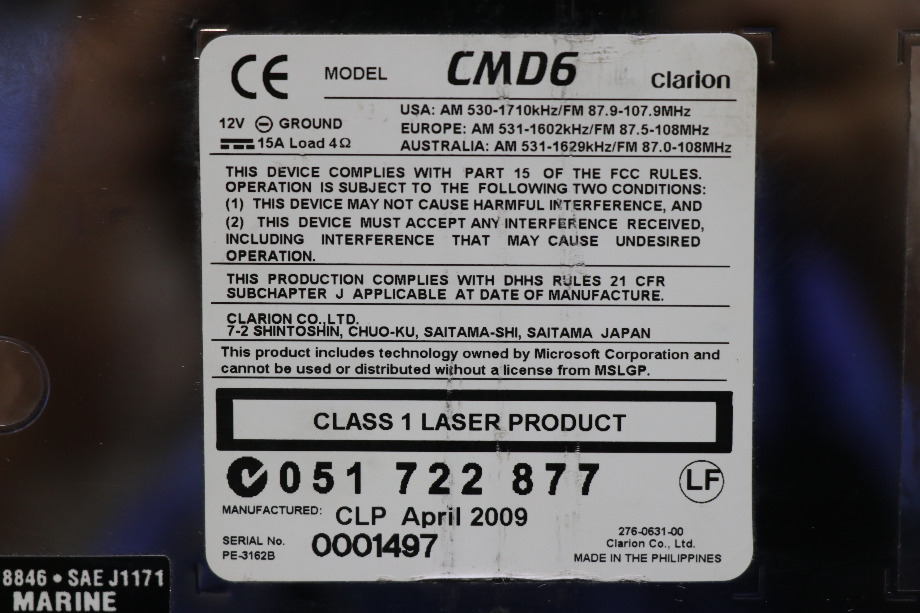 CE MODEL CMD6 Clarion
12V ⊖ GROUND
15A Load 4Ω
USA: AM 530-1710kHz/FM 87.9-107.9MHz
EUROPE: AM 531-1602kHz/FM 87.5-108MHz
AUSTRALIA: AM 531-1629kHz/FM 87.0-108MHz
THIS DEVICE COMPLIES WITH PART 15 OF THE FCC RULES.
OPERATION IS SUBJECT TO THE FOLLOWING TWO CONDITIONS:
(1) THIS DEVICE MAY NOT CAUSE HARMFUL INTERFERENCE, AND
(2) THIS DEVICE MUST ACCEPT ANY INTERFERENCE RECEIVED,
INCLUDING INTERFERENCE THAT MAY CAUSE UNDESIRED
OPERATION.
THIS PRODUCTION COMPLIES WITH DHHS RULES 21 CFR
SUBCHAPTER J APPLICABLE AT DATE OF MANUFACTURE.
CLARION CO.,LTD.
7-2 SHINTOSHIN, CHUO-KU, SAITAMA-SHI, SAITAMA JAPAN
This product includes technology owned by Microsoft Corporation and
cannot be used or distributed without a license from MSLGP.
CLASS 1 LASER PRODUCT
051 722 877 LF
MANUFACTURED: CLP April 2009
SERIAL No. 0001497
PE-3162B
276-0631-00
Clarion Co., Ltd.
MADE IN THE PHILIPPINES
8846 • SAE J1171
MARINE